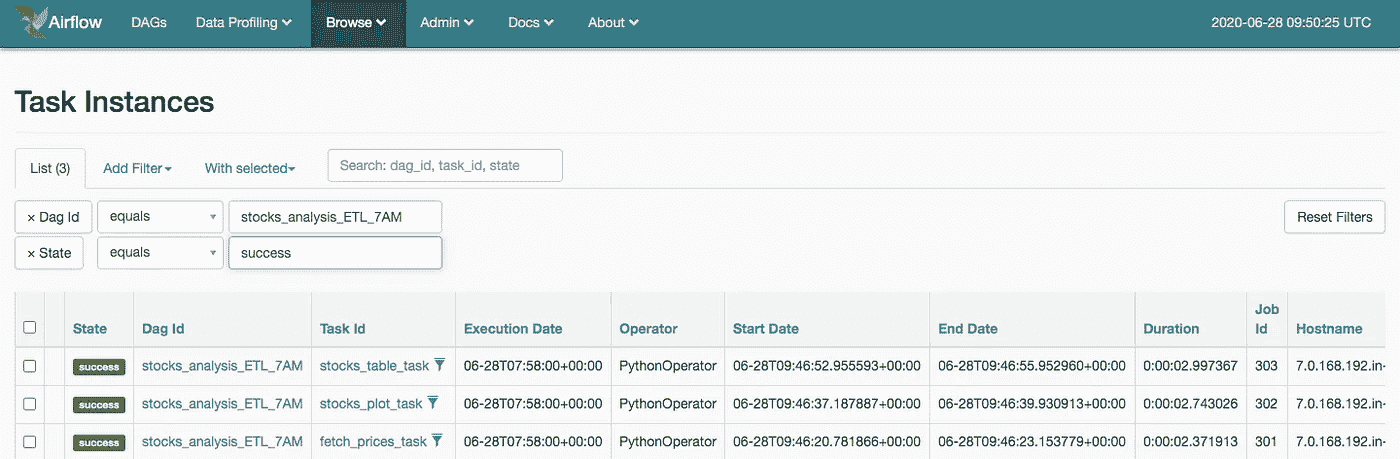 Airflow DAGs Data Profiling Browse Admin Docs About 2020-06-28 09:50:25 UTC
Task Instances
List (3) Add Filter With selected Search: dag_id, task_id, state
× Dag Id equals stocks_analysis_ETL_7AM Reset Filters
× State equals success
State Dag Id Task Id Execution Date Operator Start Date End Date Duration Job Id Hostname
success stocks_analysis_ETL_7AM stocks_table_task 06-28T07:58:00+00:00 PythonOperator 06-28T09:46:52.955593+00:00 06-28T09:46:55.952960+00:00 0:00:02.997367 303 7.0.168.192.in-
success stocks_analysis_ETL_7AM stocks_plot_task 06-28T07:58:00+00:00 PythonOperator 06-28T09:46:37.187887+00:00 06-28T09:46:39.930913+00:00 0:00:02.743026 302 7.0.168.192.in-
success stocks_analysis_ETL_7AM fetch_prices_task 06-28T07:58:00+00:00 PythonOperator 06-28T09:46:20.781866+00:00 06-28T09:46:23.153779+00:00 0:00:02.371913 301 7.0.168.192.in-